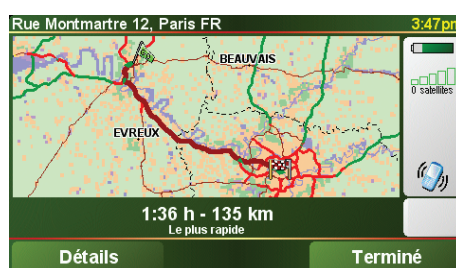 Rue Montmartre 12, Paris FR 3:47pm
BEAUVAIS
0 satellites
EVREUX
1:36 h - 135 km
Le plus rapide
Détails Terminé